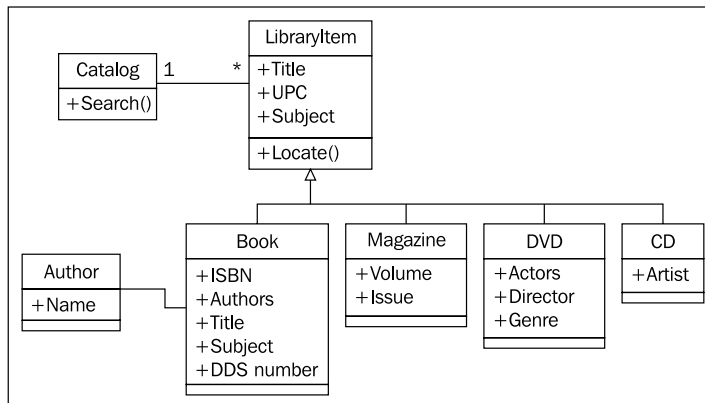 LibraryItem
+Title
+UPC
+Subject
+Locate()
Catalog
+Search()
1
*
Book
+ISBN
+Authors
+Title
+Subject
+DDS number
Magazine
+Volume
+Issue
DVD
+Actors
+Director
+Genre
CD
+Artist
Author
+Name